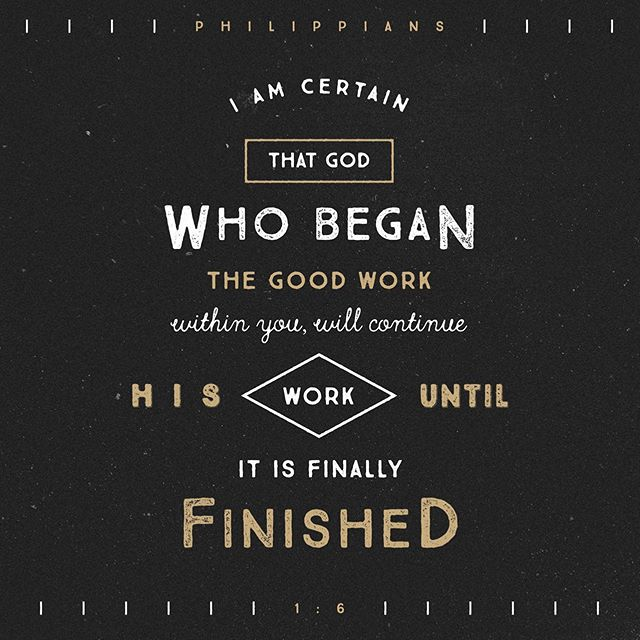 PHILIPPIANS
I AM CERTAIN
THAT GOD
WHO BEGAN
THE GOOD WORK
within you, will continue
HIS WORK UNTIL
IT IS FINALLY
FINISHED
1:6